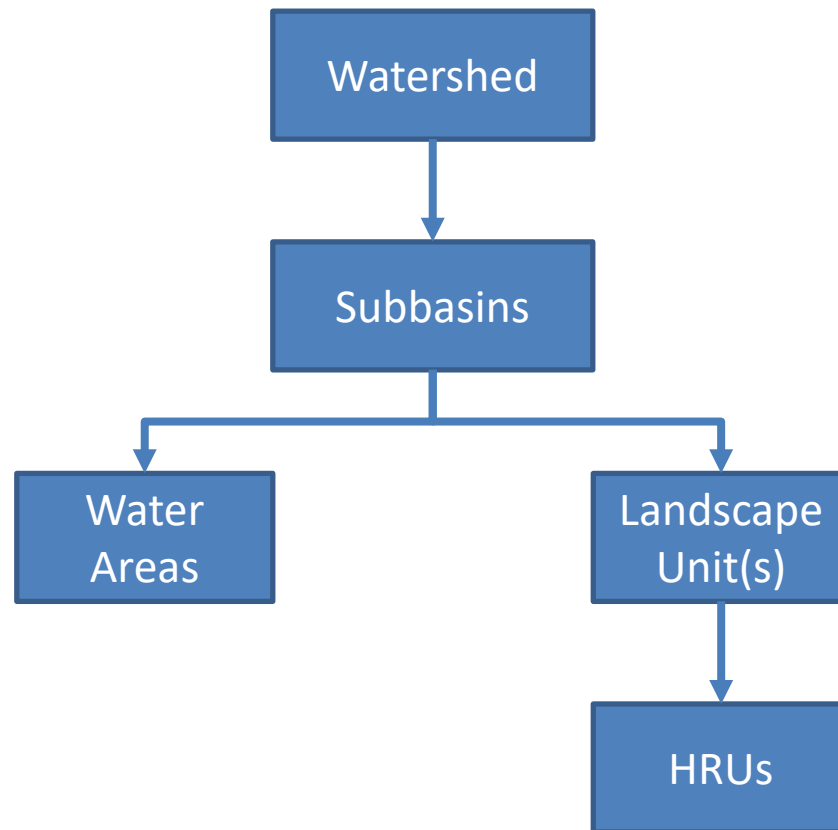 Watershed
Subbasins
Water
Areas
Landscape
Unit(s)
HRUs